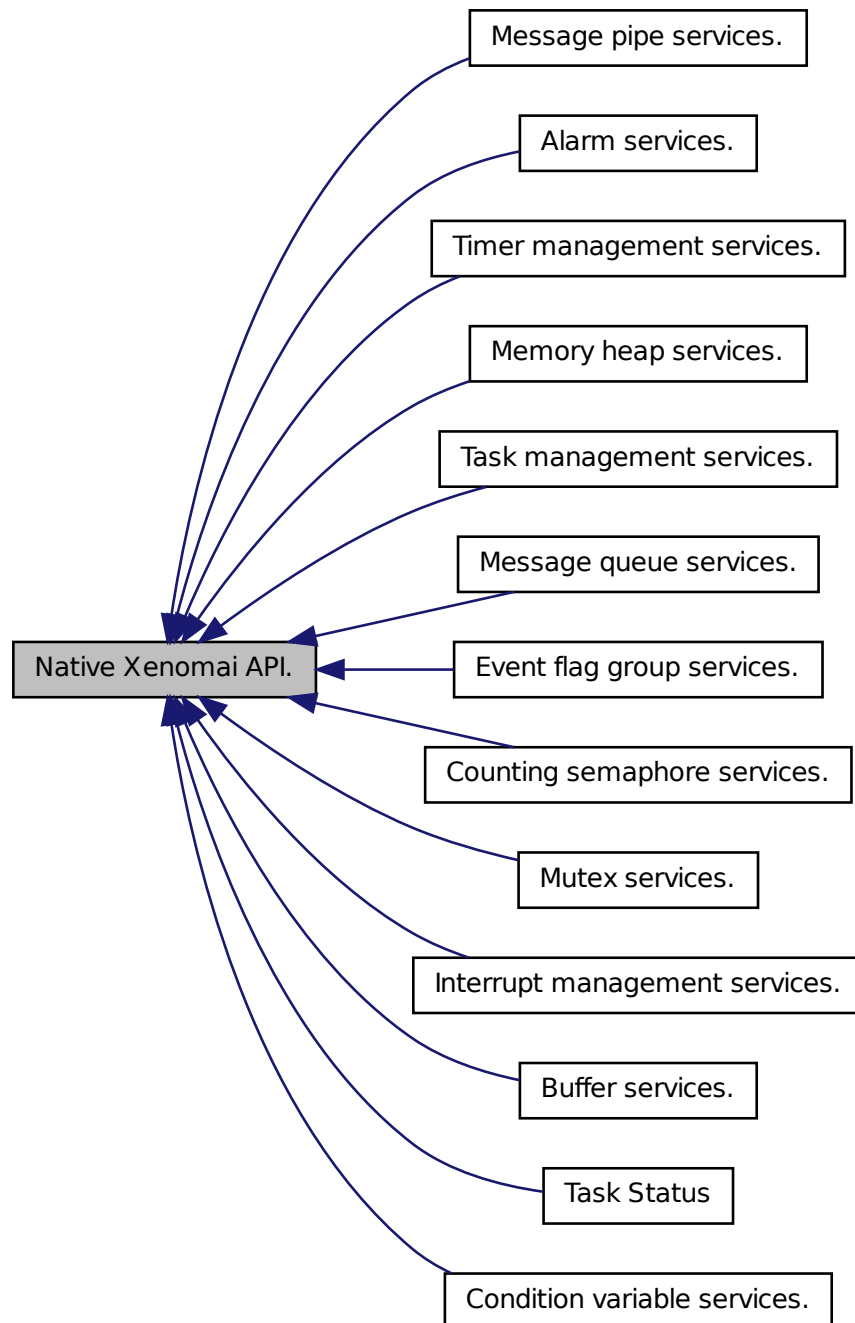 Message pipe services.
Alarm services.
Timer management services.
Memory heap services.
Task management services.
Message queue services.
Native Xenomai API.
Event flag group services.
Counting semaphore services.
Mutex services.
Interrupt management services.
Buffer services.
Task Status
Condition variable services.